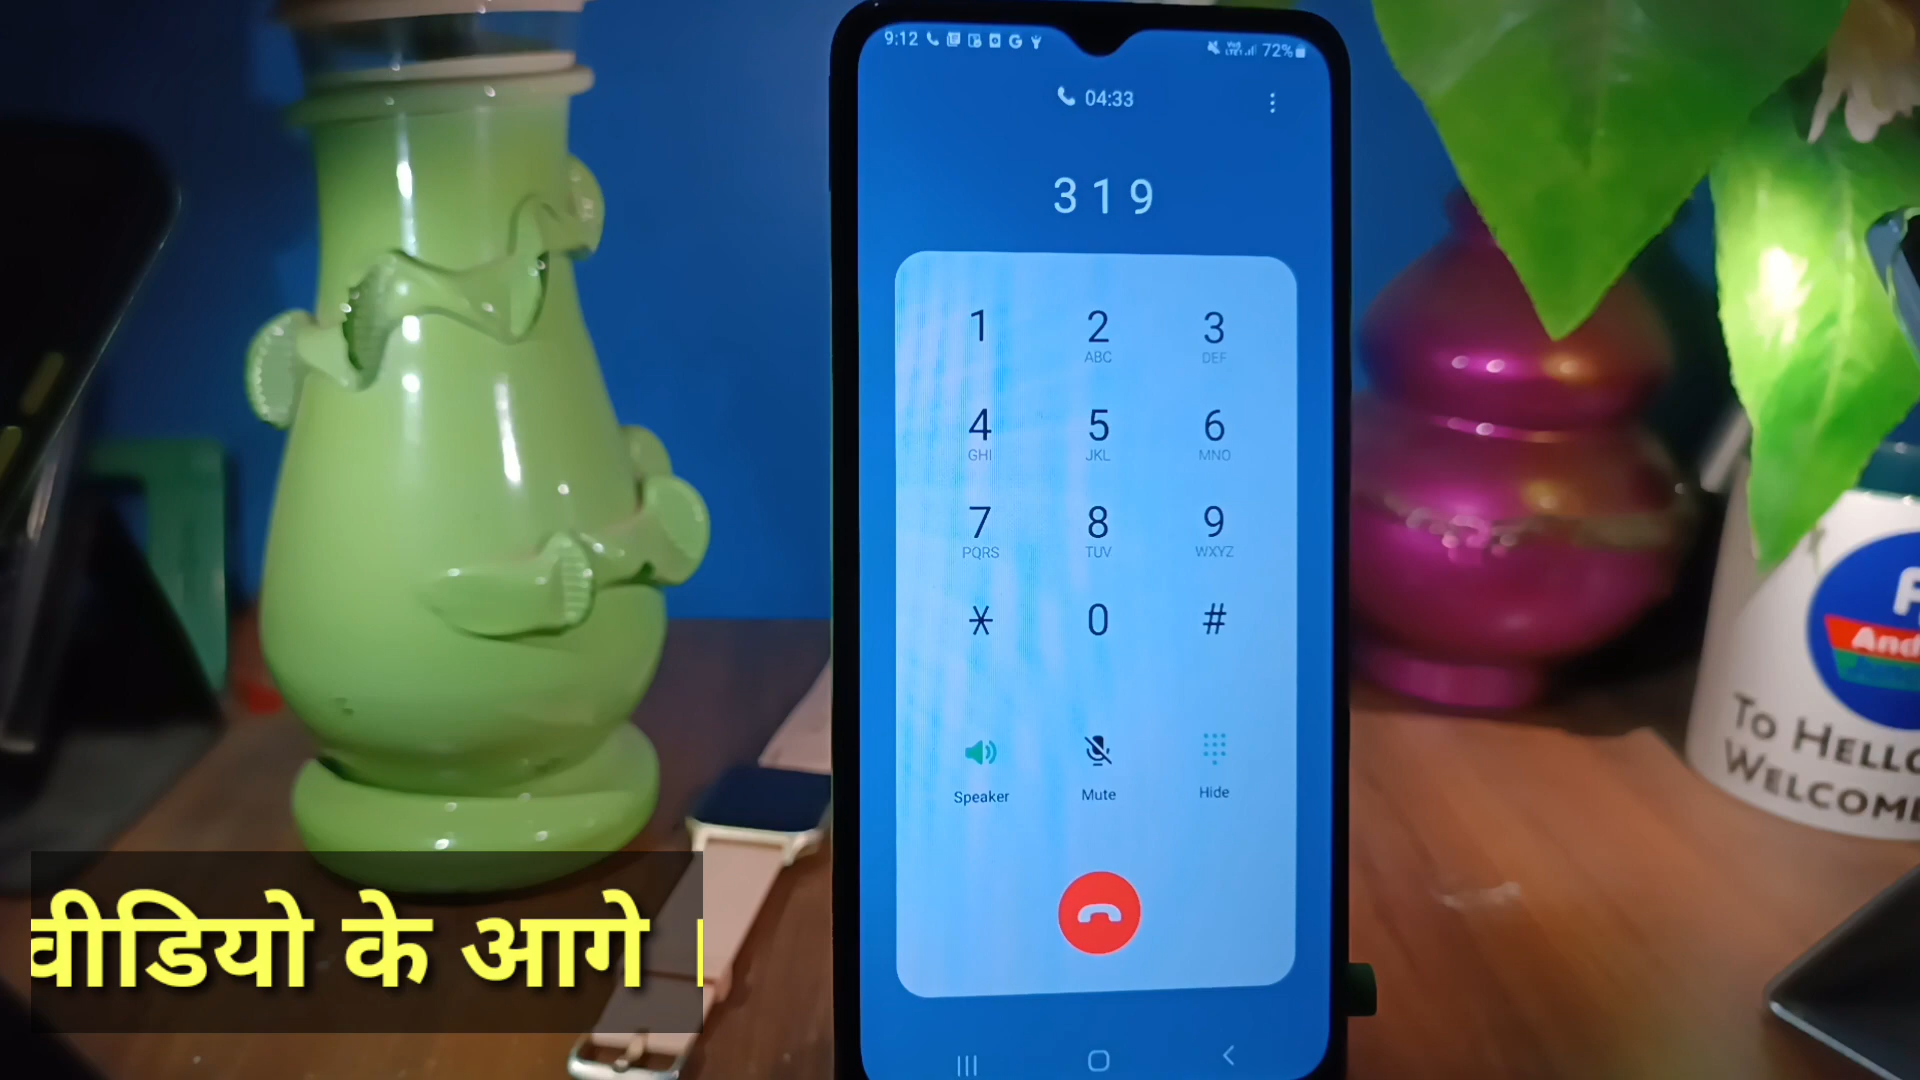 9:12
72%
04:33
319
1
2
3
ABC
DEF
4
5
6
GHI
JKL
MNO
7
8
9
PQRS
TUV
WXYZ
*
0
#
Speaker
Mute
Hide
To HELLO
WELCOME
वीडियो के आगे